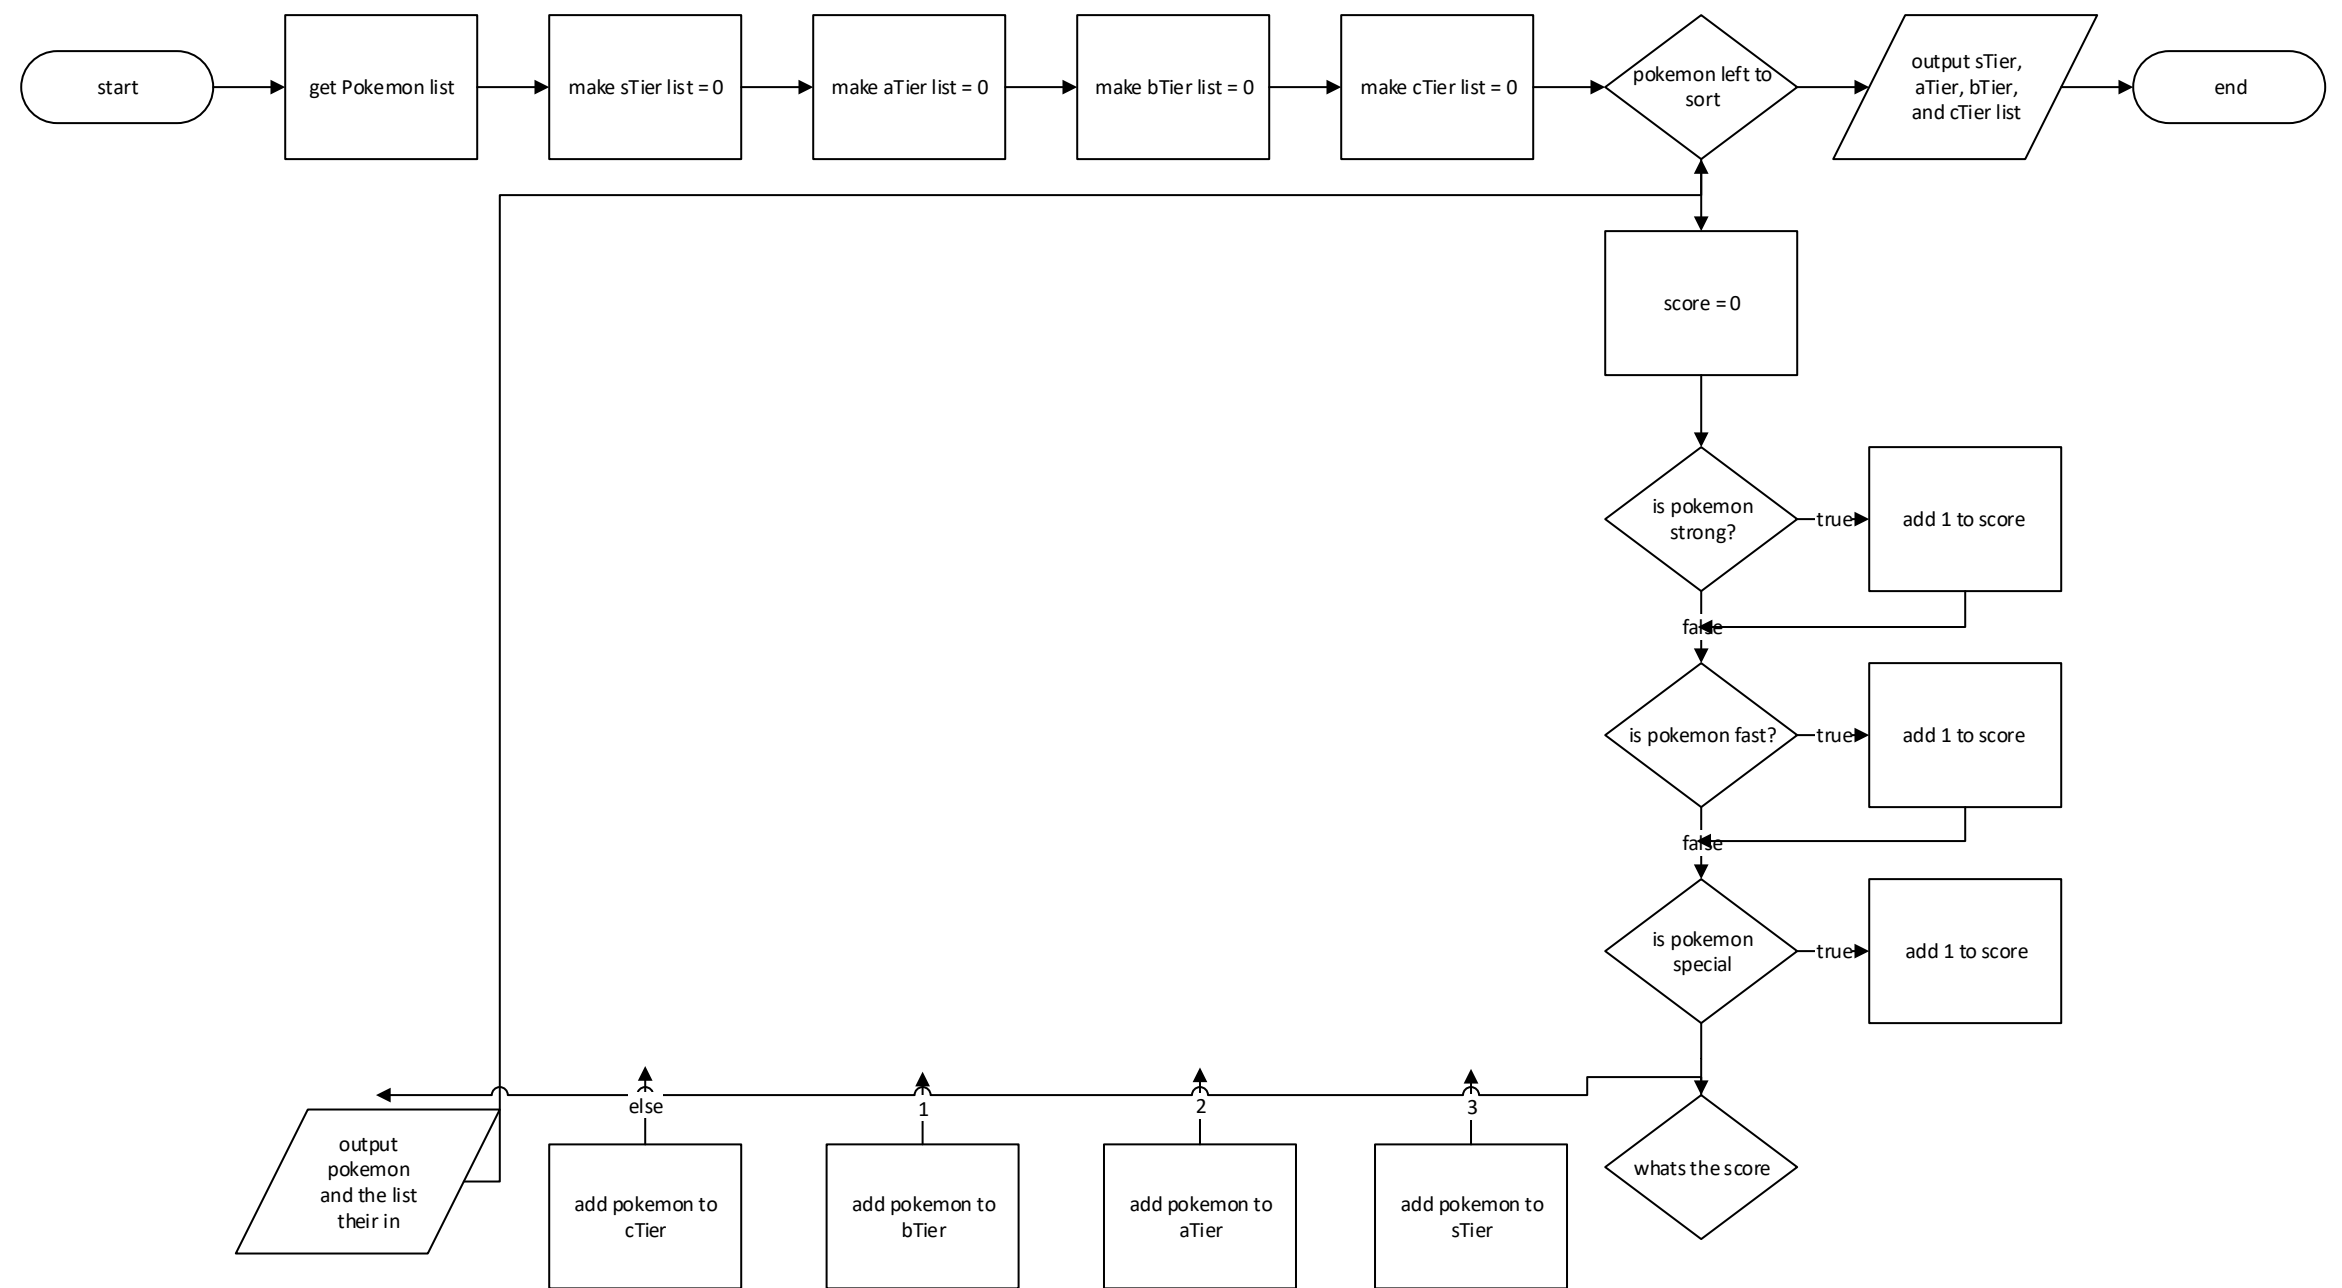 start
get Pokemon list
make sTier list = 0
make aTier list = 0
make bTier list = 0
make cTier list = 0
pokemon left to
sort
output sTier,
aTier, bTier,
and cTier list
end
score = 0
is pokemon
strong?
true
add 1 to score
false
is pokemon fast?
true
add 1 to score
false
is pokemon
special
true
add 1 to score
else
1
2
3
output
pokemon
and the list
their in
add pokemon to
cTier
add pokemon to
bTier
add pokemon to
aTier
add pokemon to
sTier
whats the score